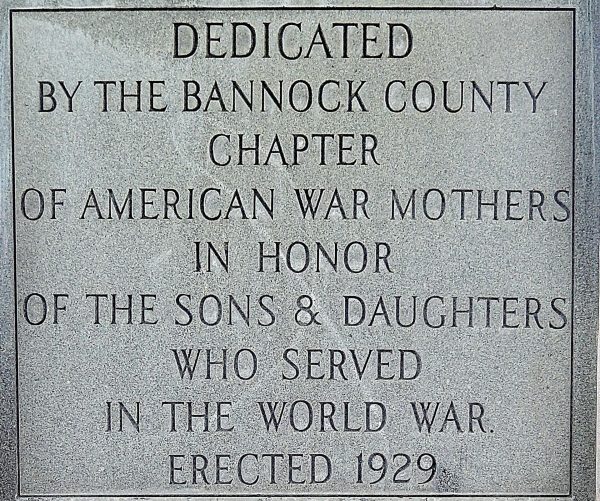 DEDICATED
BY THE BANNOCK COUNTY
CHAPTER
OF AMERICAN WAR MOTHERS
IN HONOR
OF THE SONS & DAUGHTERS
WHO SERVED
IN THE WORLD WAR.
ERECTED 1929.